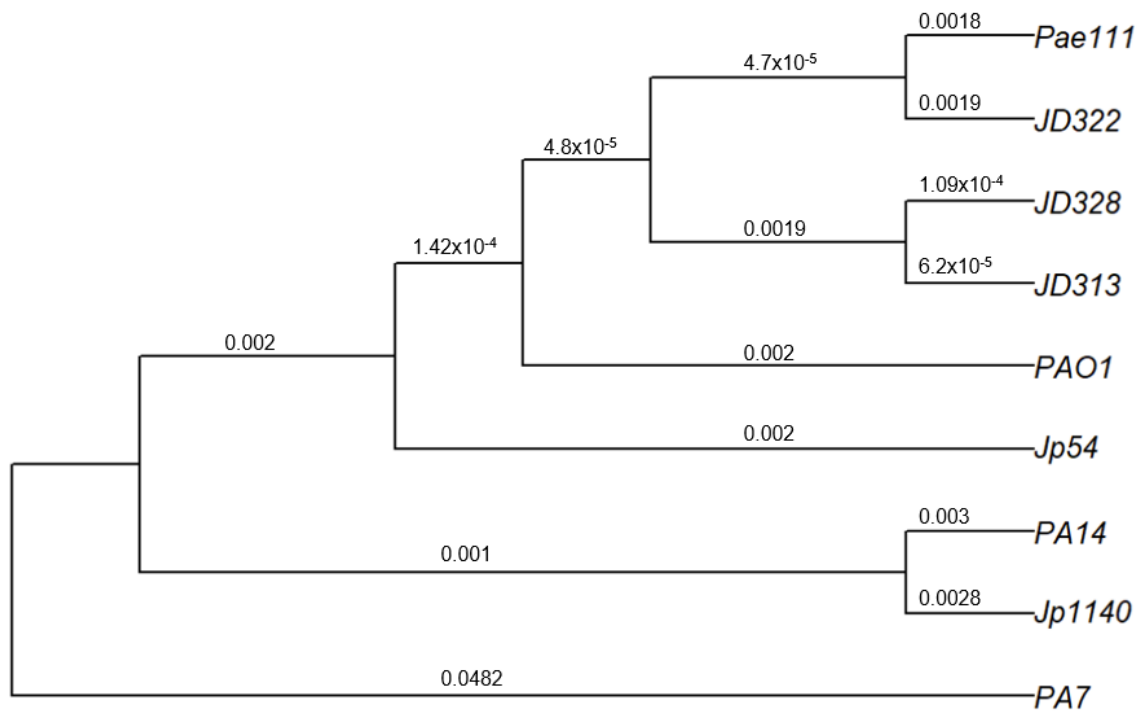 0.0018
Pae111
4.7x10⁻⁵
0.0019
JD322
4.8x10⁻⁵
1.09x10⁻⁴
JD328
0.0019
1.42x10⁻⁴
6.2x10⁻⁵
JD313
0.002
0.002
PAO1
0.002
Jp54
0.003
PA14
0.001
0.0028
Jp1140
0.0482
PA7